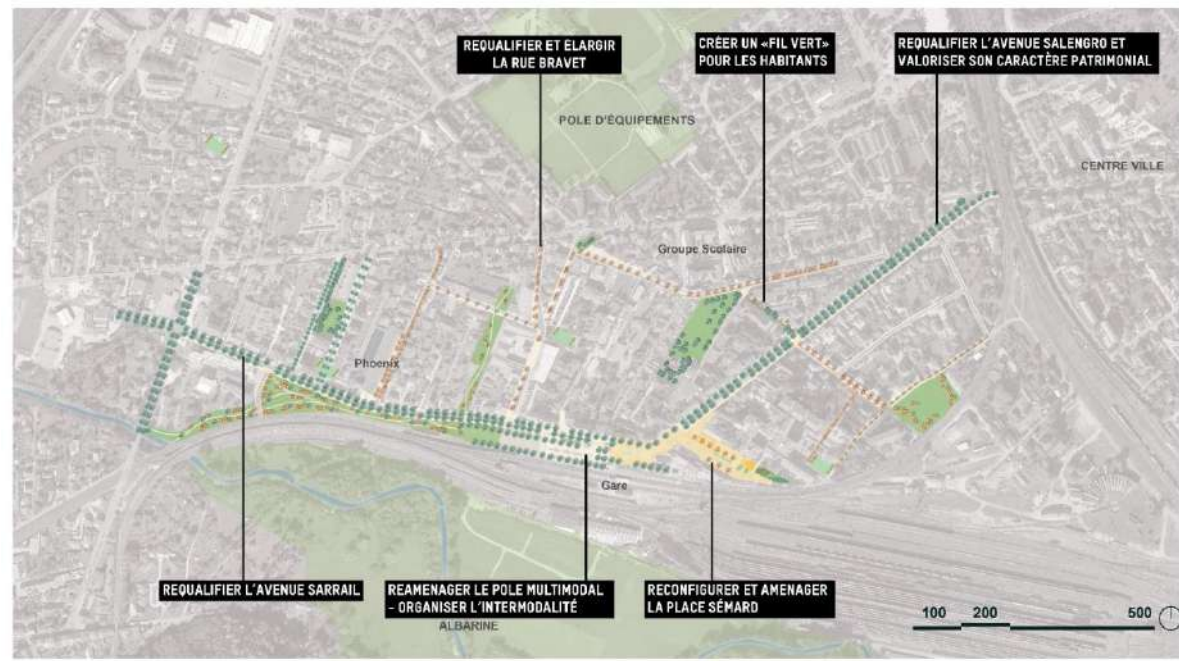 REQUALIFIER ET ÉLARGIR
LA RUE BRAVET
CRÉER UN «FIL VERT»
POUR LES HABITANTS
REQUALIFIER L'AVENUE SALENGRO ET
VALORISER SON CARACTÈRE PATRIMONIAL
POLE D'ÉQUIPEMENTS
CENTRE VILLE
Groupe Scolaire
Phoenix
Gare
REQUALIFIER L'AVENUE SARRAIL
REAMENAGER LE POLE MULTIMODAL
– ORGANISER L'INTERMODALITÉ
RECONFIGURER ET AMENAGER
LA PLACE SÉMARD
ALBARINE
100 200 500